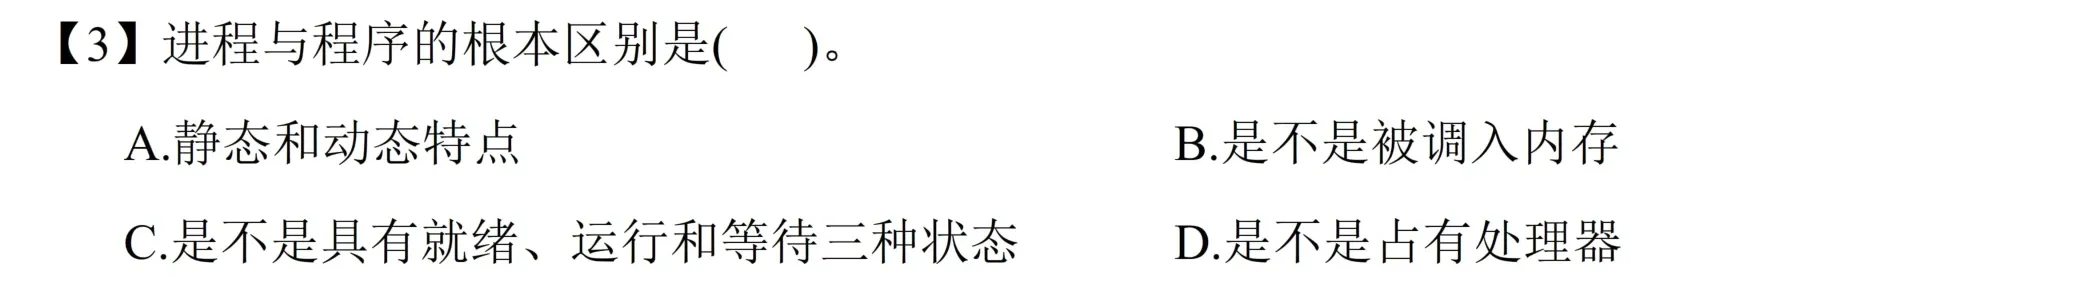 【3】进程与程序的根本区别是(　　)。
A.静态和动态特点　　B.是不是被调入内存
C.是不是具有就绪、运行和等待三种状态　　D.是不是占有处理器